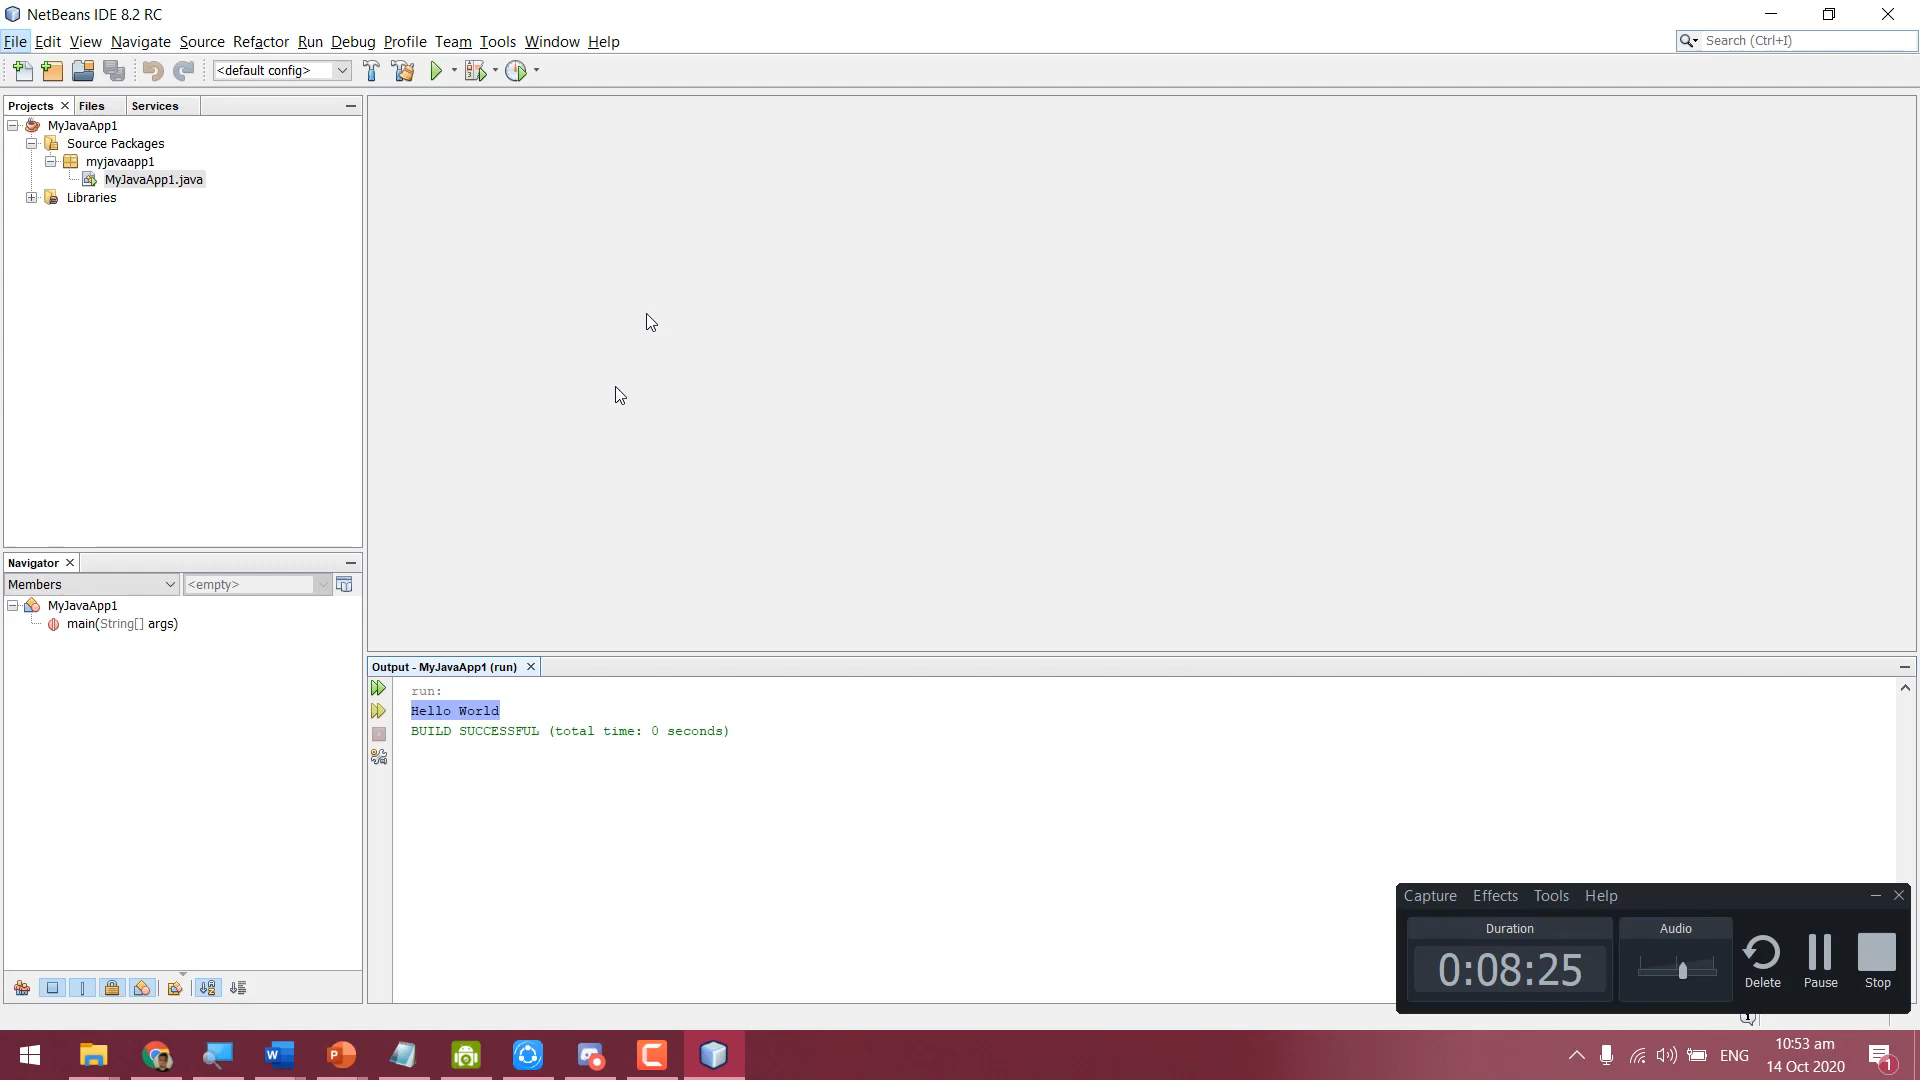 NetBeans IDE 8.2 RC
File Edit View Navigate Source Refactor Run Debug Profile Team Tools Window Help
Search (Ctrl+I)
<default config>
Projects Files Services
MyJavaApp1
Source Packages
myjavaapp1
MyJavaApp1.java
Libraries
Navigator
Members
<empty>
MyJavaApp1
main(String[] args)
Output - MyJavaApp1 (run)
run:
Hello World
BUILD SUCCESSFUL (total time: 0 seconds)
Capture Effects Tools Help
Duration
0:08:25
Audio
Delete
Pause
Stop
ENG
10:53 am
14 Oct 2020
1